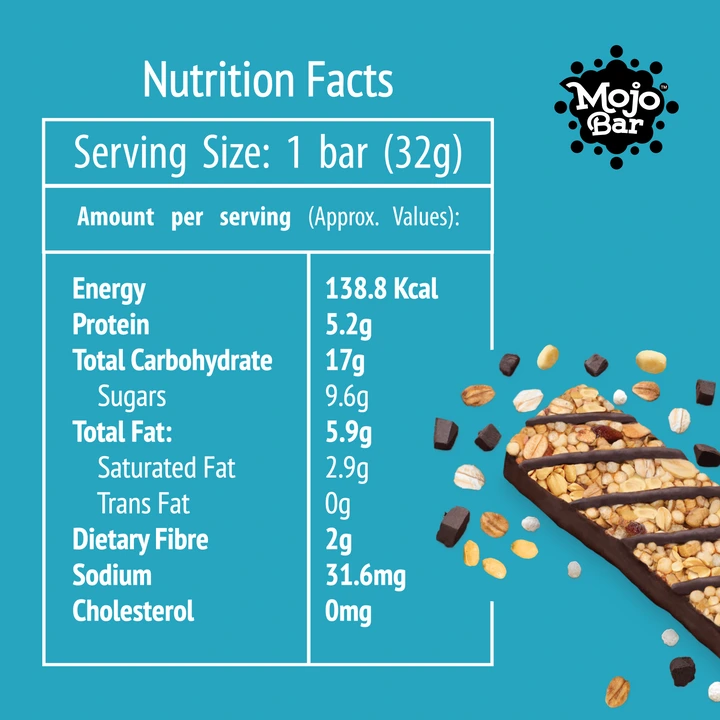 Nutrition Facts
Mojo Bar™
Serving Size: 1 bar (32g)
Amount per serving (Approx. Values):
Energy 138.8 Kcal
Protein 5.2g
Total Carbohydrate 17g
Sugars 9.6g
Total Fat: 5.9g
Saturated Fat 2.9g
Trans Fat 0g
Dietary Fibre 2g
Sodium 31.6mg
Cholesterol 0mg